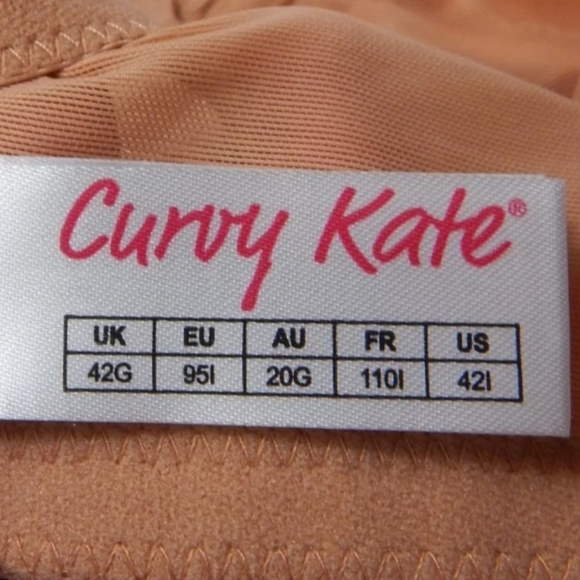 Curvy Kate®
UK EU AU FR US
42G 95I 20G 110I 42I